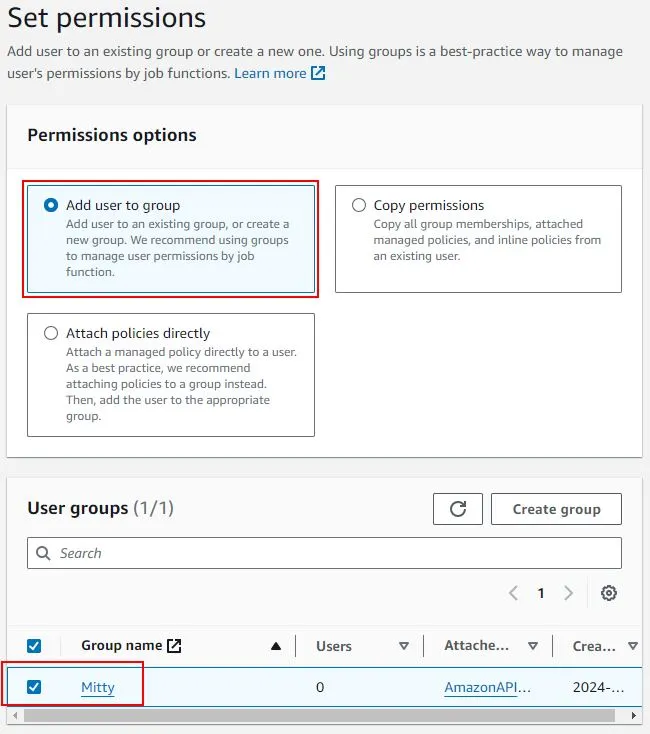 Set permissions
Add user to an existing group or create a new one. Using groups is a best-practice way to manage
user's permissions by job functions. Learn more
Permissions options
Add user to group
Add user to an existing group, or create a
new group. We recommend using groups
to manage user permissions by job
function.
Copy permissions
Copy all group memberships, attached
managed policies, and inline policies from
an existing user.
Attach policies directly
Attach a managed policy directly to a user.
As a best practice, we recommend
attaching policies to a group instead.
Then, add the user to the appropriate
group.
User groups (1/1)
Create group
Search
1
Group name Users Attache... Crea...
Mitty 0 AmazonAPI... 2024-...